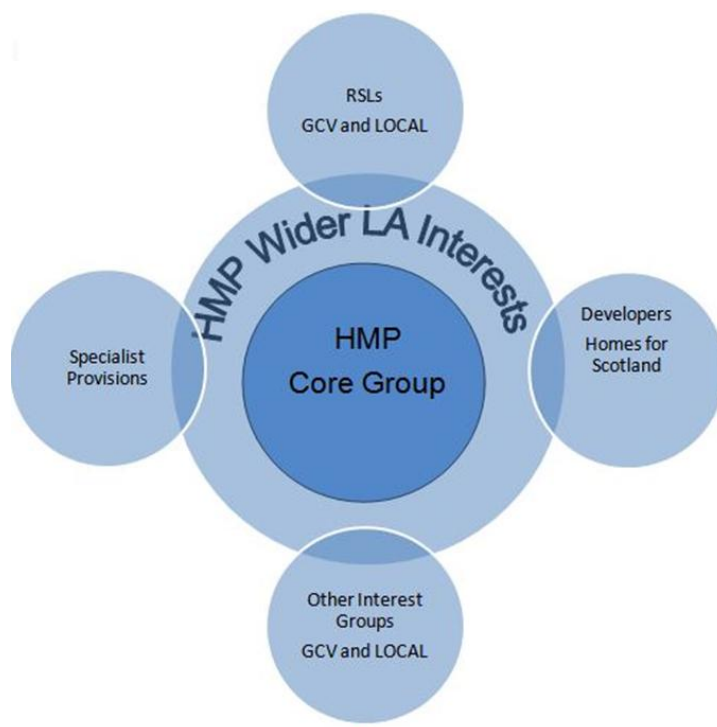 RSLs
GCV and LOCAL
HMP Wider LA Interests
HMP
Core Group
Specialist
Provisions
Developers
Homes for
Scotland
Other Interest
Groups
GCV and LOCAL